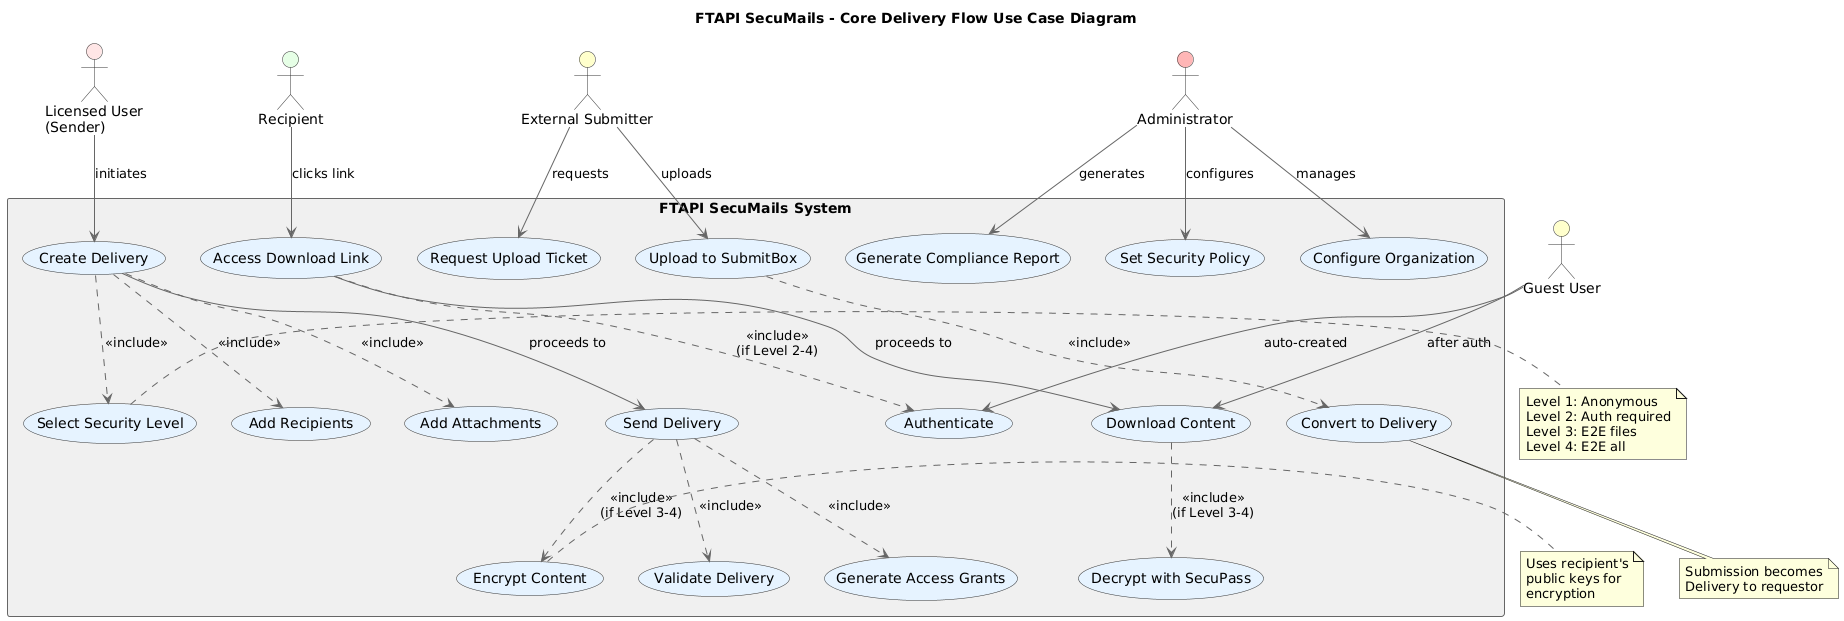 FTAPI SecuMails - Core Delivery Flow Use Case Diagram
Licensed User
(Sender)
Recipient
External Submitter
Administrator
initiates
clicks link
requests
uploads
generates
configures
manages
FTAPI SecuMails System
Create Delivery
Access Download Link
Request Upload Ticket
Upload to SubmitBox
Generate Compliance Report
Set Security Policy
Configure Organization
Guest User
«include»
«include»
«include»
proceeds to
«include»
(if Level 2-4)
proceeds to
«include»
auto-created
after auth
Select Security Level
Add Recipients
Add Attachments
Send Delivery
Authenticate
Download Content
Convert to Delivery
Level 1: Anonymous
Level 2: Auth required
Level 3: E2E files
Level 4: E2E all
«include»
(if Level 3-4)
«include»
«include»
«include»
(if Level 3-4)
Encrypt Content
Validate Delivery
Generate Access Grants
Decrypt with SecuPass
Uses recipient's
public keys for
encryption
Submission becomes
Delivery to requestor